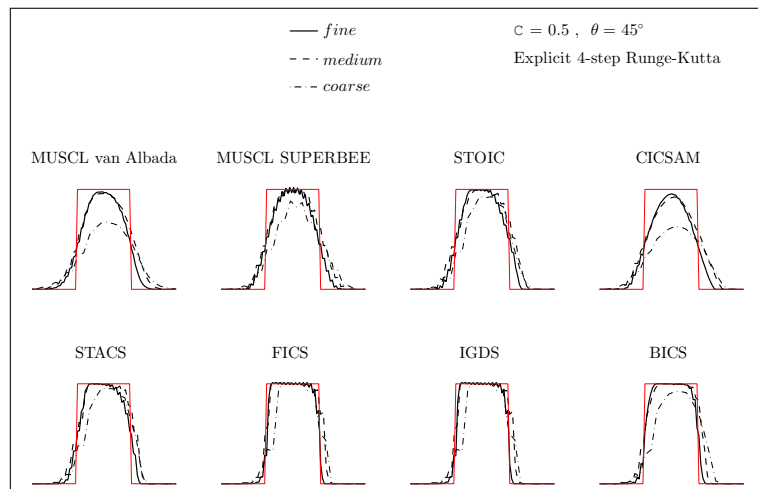 fine
C = 0.5 , θ = 45°
medium
Explicit 4-step Runge-Kutta
coarse
MUSCL van Albada
MUSCL SUPERBEE
STOIC
CICSAM
STACS
FICS
IGDS
BICS